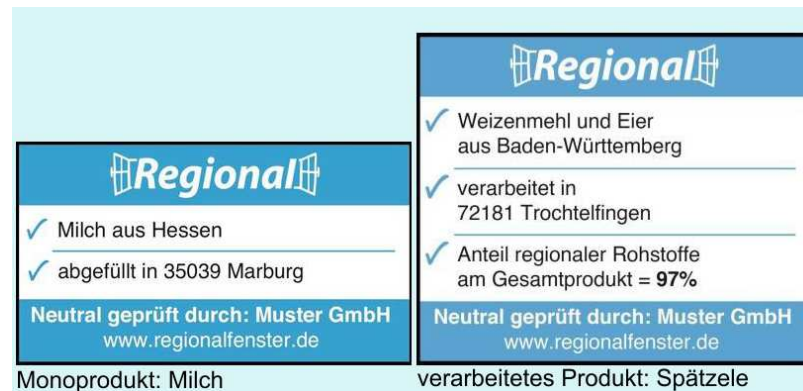 Regional
Milch aus Hessen
abgefüllt in 35039 Marburg
Neutral geprüft durch: Muster GmbH
www.regionalfenster.de
Monoprodukt: Milch
Regional
Weizenmehl und Eier
aus Baden-Württemberg
verarbeitet in
72181 Trochtelfingen
Anteil regionaler Rohstoffe
am Gesamtprodukt = 97%
Neutral geprüft durch: Muster GmbH
www.regionalfenster.de
verarbeitetes Produkt: Spätzele